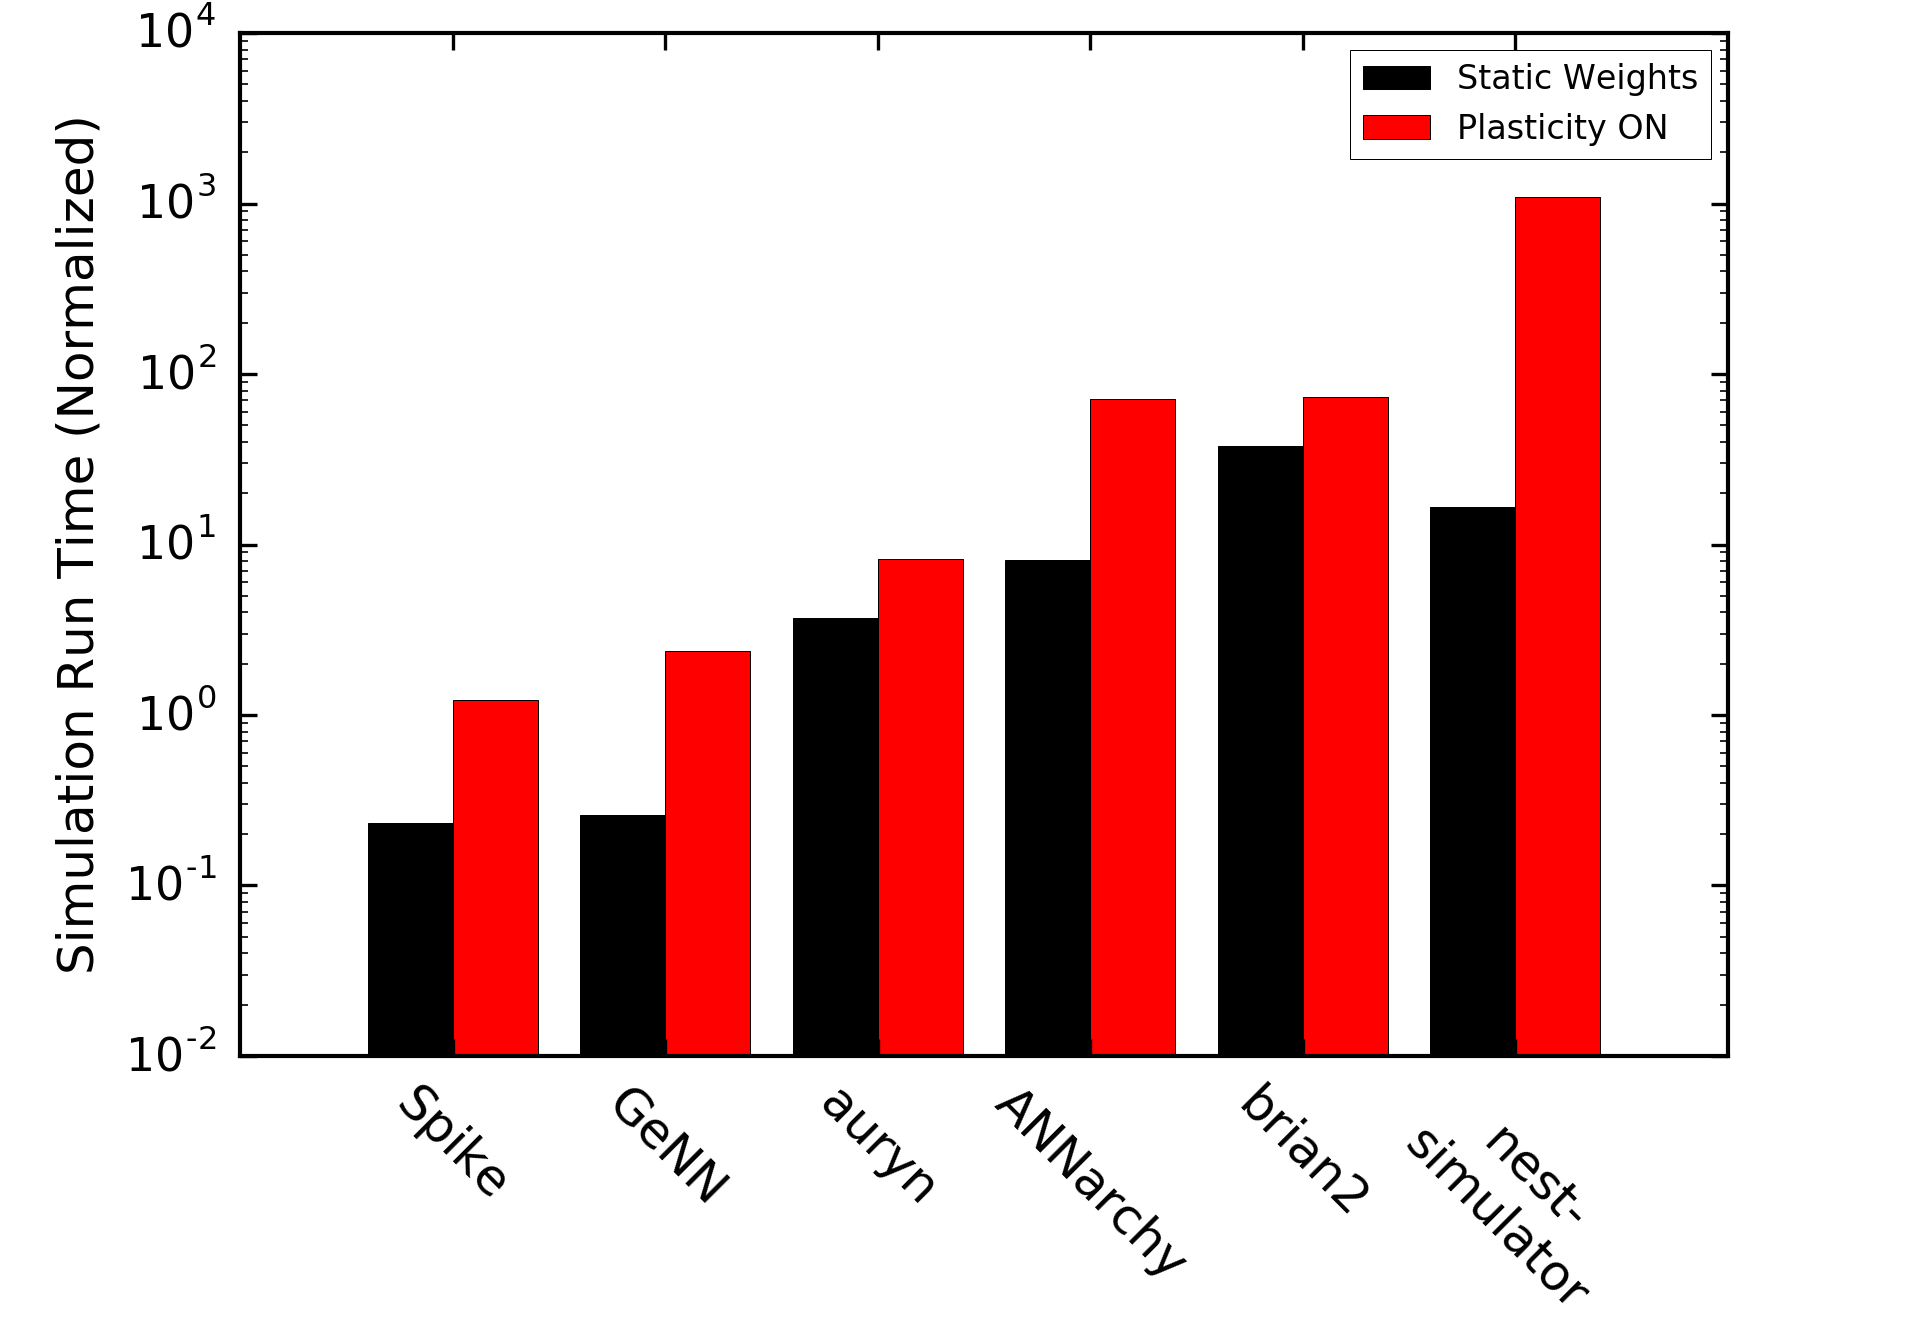 Simulation Run Time (Normalized)
10^4
10^3
10^2
10^1
10^0
10^-1
10^-2
Static Weights
Plasticity ON
Spike
GeNN
auryn
ANNarchy
brian2
nest-
simulator